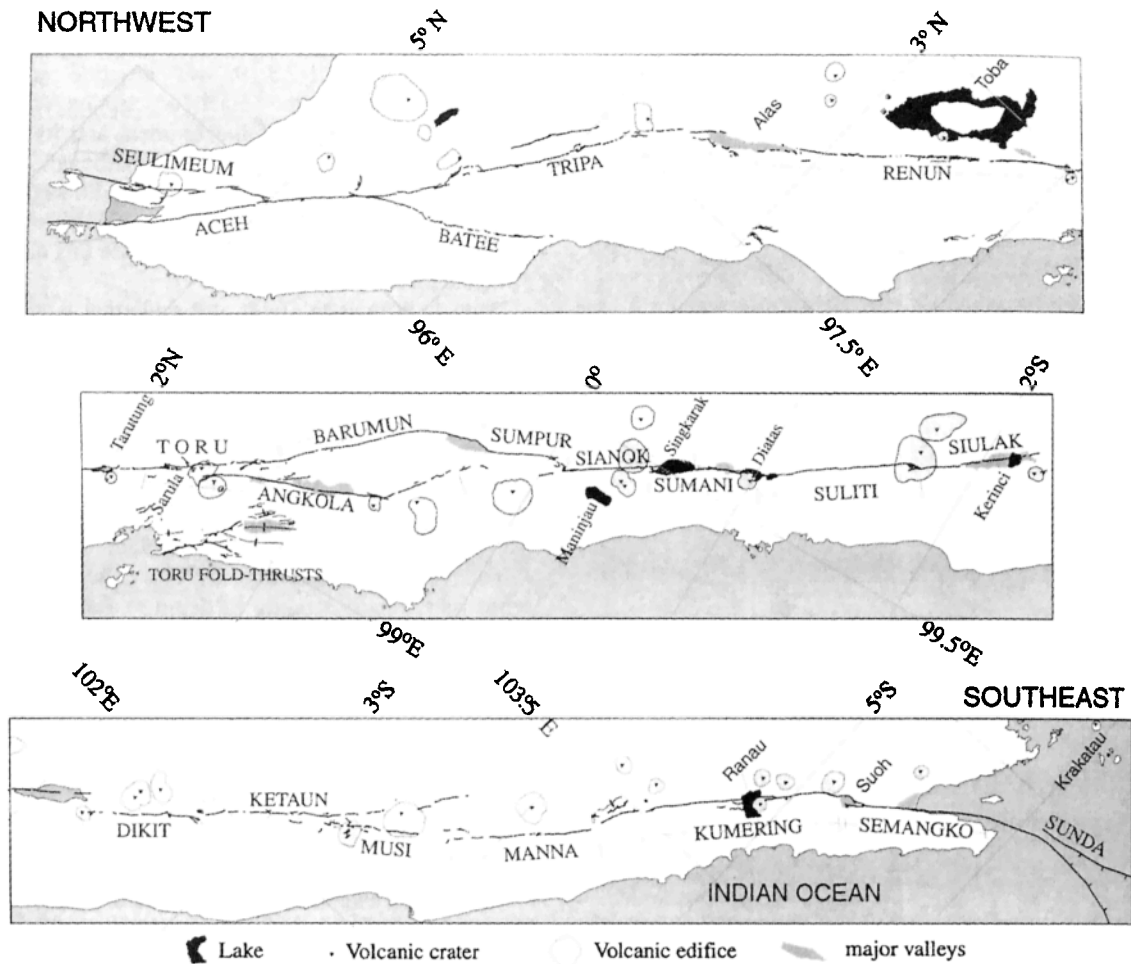 NORTHWEST
5° N
3° N
Toba
Alas
SEULIMEUM
TRIPA
RENUN
ACEH
BATEE
96° E
97.5° E
2°N
0°
2°S
Tarutung
TORU
BARUMUN
SUMPUR
SIANOK
Singkarak
Diatas
SIULAK
Sarula
ANGKOLA
Maninjau
SUMANI
SULITI
Kerinci
TORU FOLD-THRUSTS
99°E
99.5°E
102°E
3°S
103.5° E
5°S
SOUTHEAST
Ranau
Suoh
Krakatau
KETAUN
DIKIT
MUSI
MANNA
KUMERING
SEMANGKO
SUNDA
INDIAN OCEAN
Lake
Volcanic crater
Volcanic edifice
major valleys